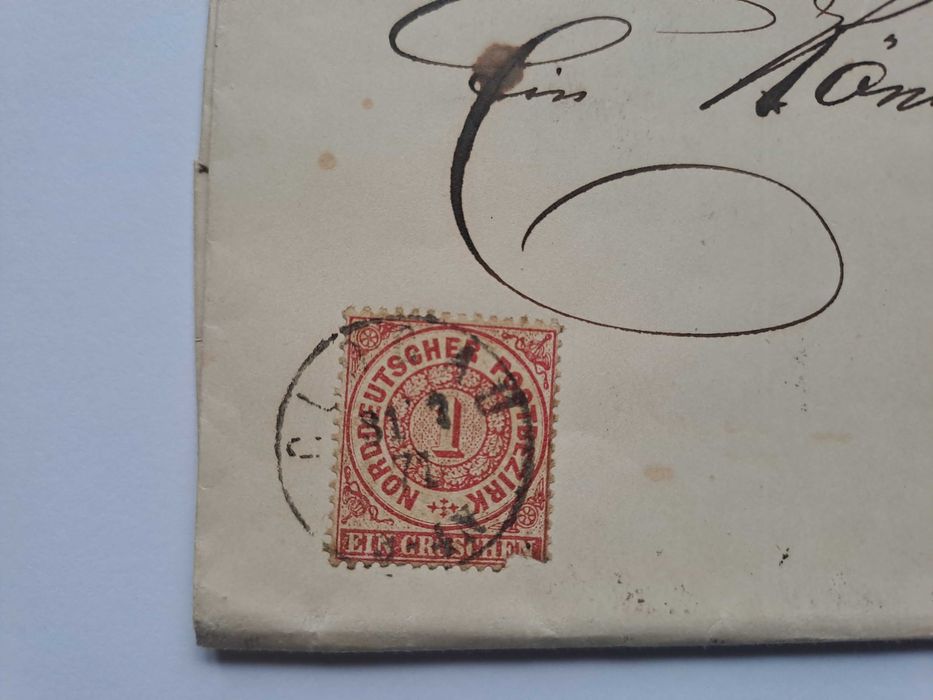 Ein Kön
NORDDEUTSCHER POSTBEZIRK
1
EIN GROSCHEN